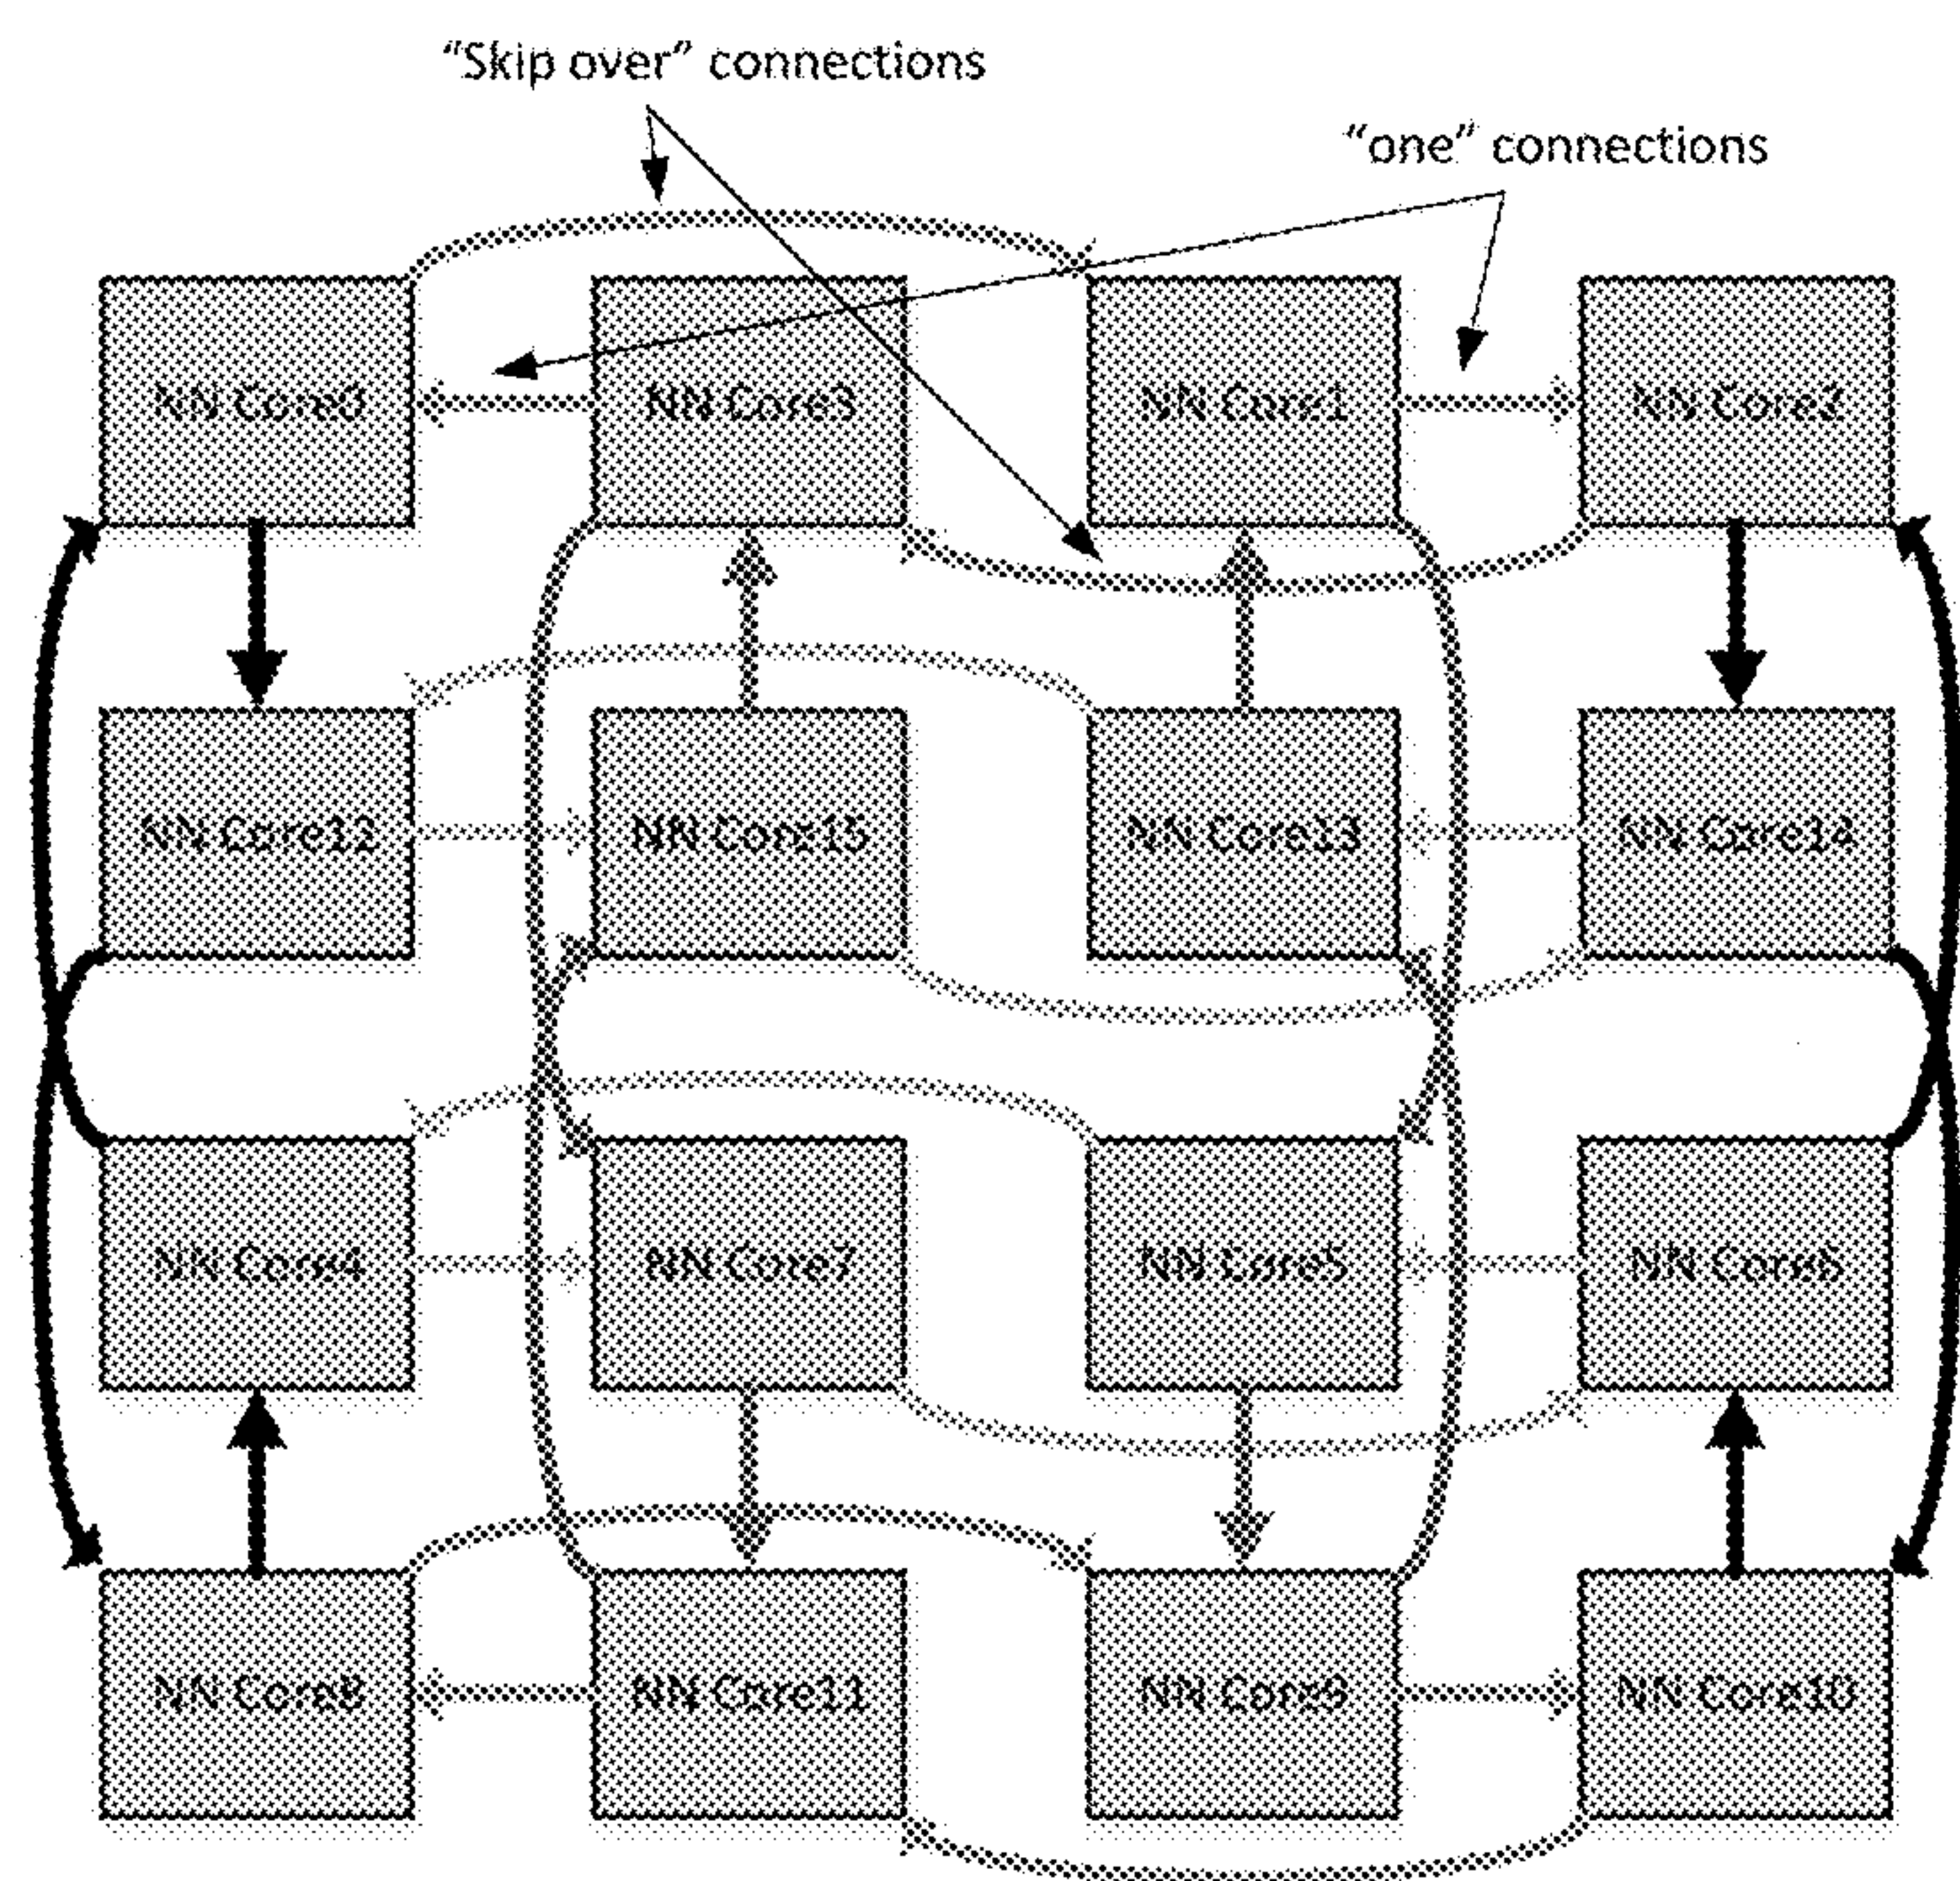 “Skip over” connections
“one” connections
NN Core0
NN Core3
NN Core1
NN Core2
NN Core12
NN Core15
NN Core13
NN Core14
NN Core4
NN Core7
NN Core5
NN Core6
NN Core8
NN Core11
NN Core9
NN Core10